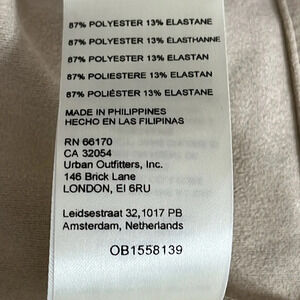 87% POLYESTER 13% ELASTANE
87% POLYESTER 13% ÉLASTHANNE
87% POLYESTER 13% ELASTAN
87% POLIESTERE 13% ELASTAN
87% POLIÉSTER 13% ELASTANE
MADE IN PHILIPPINES
HECHO EN LAS FILIPINAS
RN 66170
CA 32054
Urban Outfitters, Inc.
146 Brick Lane
LONDON, EI 6RU
Leidsestraat 32,1017 PB
Amsterdam, Netherlands
OB1558139